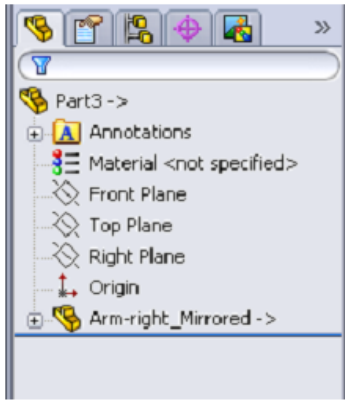 »
Part3 ->
A Annotations
Material <not specified>
Front Plane
Top Plane
Right Plane
Origin
Arm-right_Mirrored ->